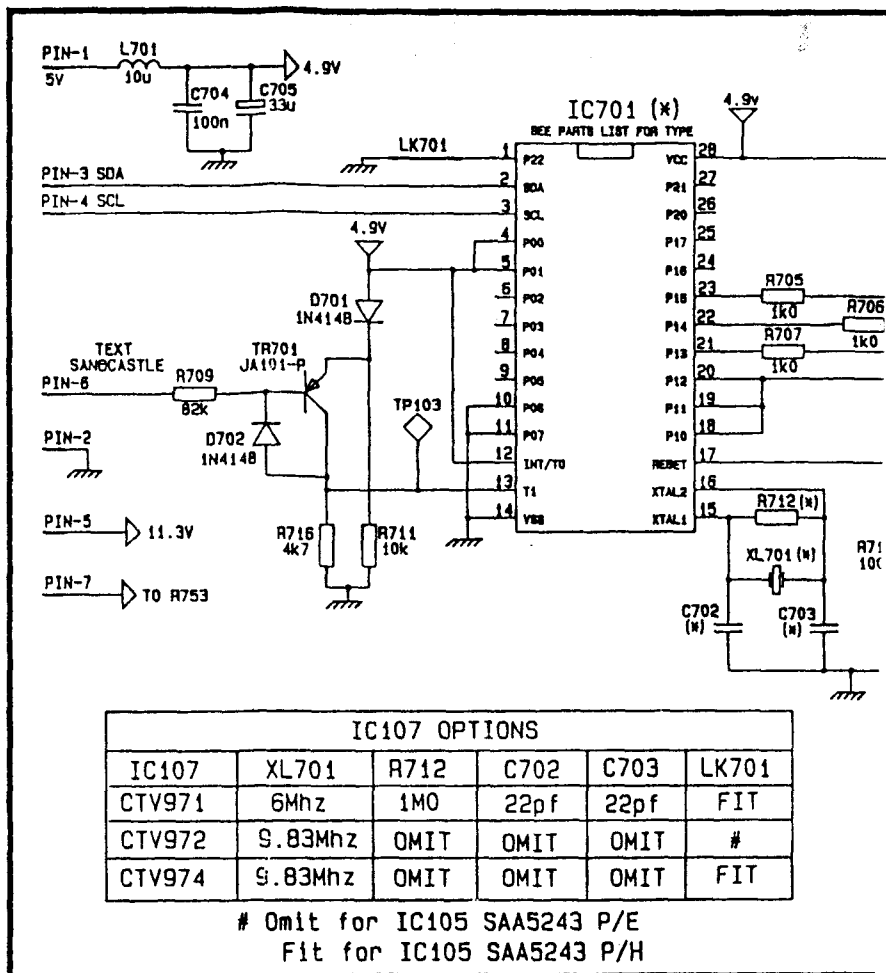 PIN-1 L701
5V 10u
4.9V
C704 C705
100n 33u
4.9v
IC701 (*)
SEE PARTS LIST FOR TYPE
LK701
1 P22 VCC 28
PIN-3 SDA
2 SDA P21 27
PIN-4 SCL
3 SCL P20 26
4.9V
4 P00 P17 25
5 P01 P16 24
6 P02 P15 23
R705
1k0
7 P03 P14 22
R706
1k0
8 P04 P13 21
R707
1k0
9 P05 P12 20
10 P06 P11 19
11 P07 P10 18
12 INT/T0 RESET 17
13 T1 XTAL2 16
14 VSS XTAL1 15
D701
1N4148
TEXT
SANDCASTLE
TR701
JA101-P
PIN-6
R709
82k
TP103
PIN-2
D702
1N4148
PIN-5 11.3V
R716
4k7
R711
10k
PIN-7 TO R753
R712(*)
XL701(*)
C702
(*)
C703
(*)
R71
100
IC107 OPTIONS
IC107 XL701 R712 C702 C703 LK701
CTV971 6Mhz 1M0 22pf 22pf FIT
CTV972 9.83Mhz OMIT OMIT OMIT #
CTV974 9.83Mhz OMIT OMIT OMIT FIT
# Omit for IC105 SAA5243 P/E
Fit for IC105 SAA5243 P/H